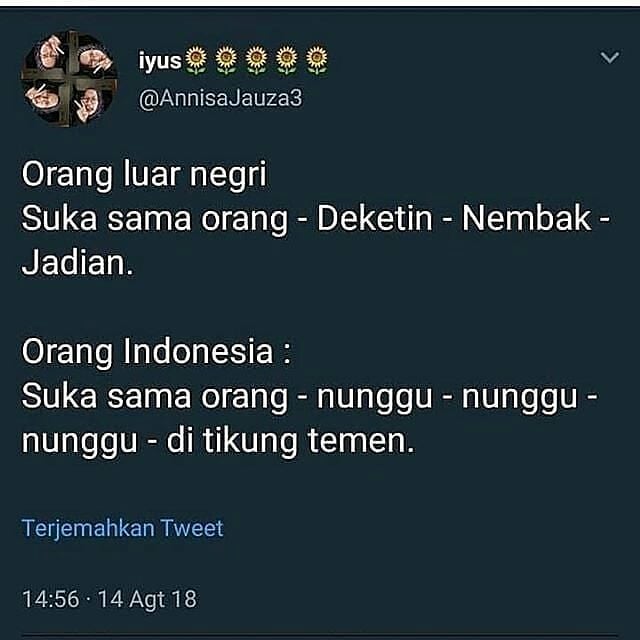 iyus🌻🌻🌻🌻🌻
@AnnisaJauza3
Orang luar negri
Suka sama orang - Deketin - Nembak -
Jadian.
Orang Indonesia :
Suka sama orang - nunggu - nunggu -
nunggu - di tikung temen.
Terjemahkan Tweet
14:56 · 14 Agt 18